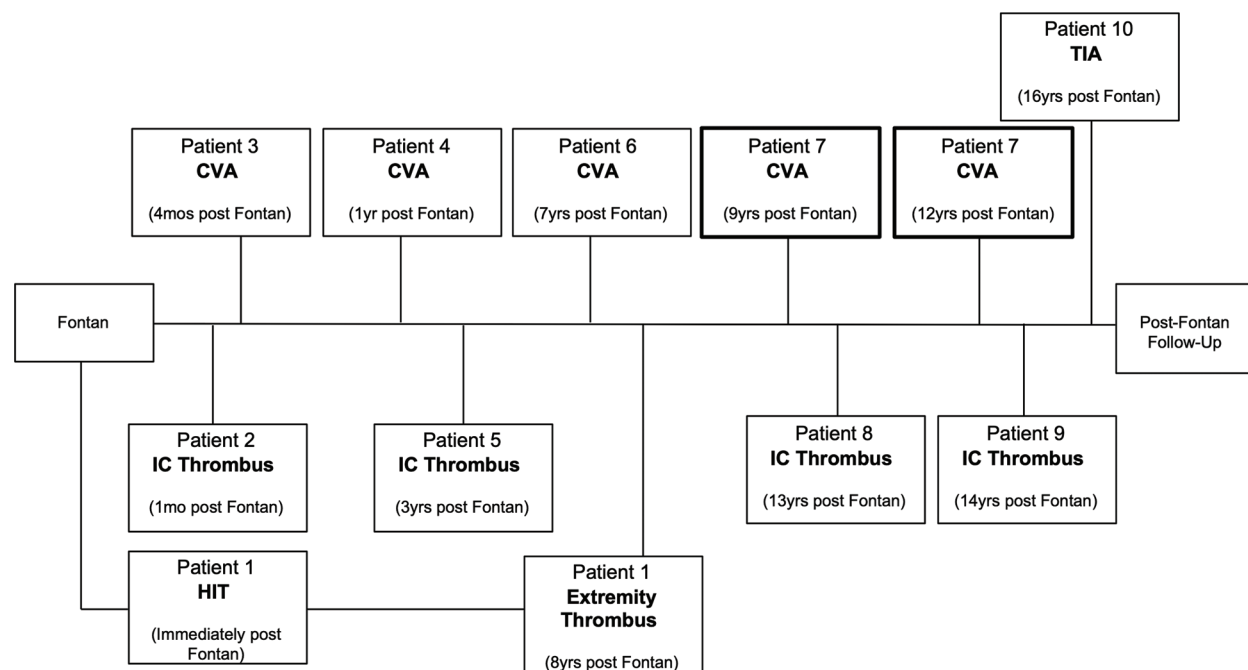 Patient 10
TIA
(16yrs post Fontan)
Patient 3
CVA
(4mos post Fontan)
Patient 4
CVA
(1yr post Fontan)
Patient 6
CVA
(7yrs post Fontan)
Patient 7
CVA
(9yrs post Fontan)
Patient 7
CVA
(12yrs post Fontan)
Fontan
Post-Fontan
Follow-Up
Patient 2
IC Thrombus
(1mo post Fontan)
Patient 5
IC Thrombus
(3yrs post Fontan)
Patient 8
IC Thrombus
(13yrs post Fontan)
Patient 9
IC Thrombus
(14yrs post Fontan)
Patient 1
HIT
(Immediately post
Fontan)
Patient 1
Extremity
Thrombus
(8yrs post Fontan)